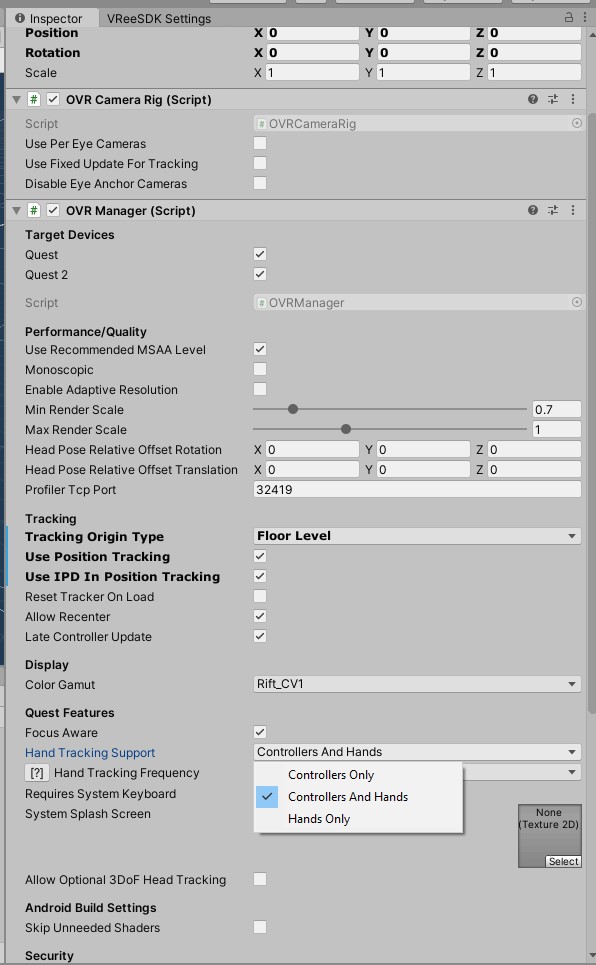 Inspector VReeSDK Settings
Position X 0 Y 0 Z 0
Rotation X 0 Y 0 Z 0
Scale X 1 Y 1 Z 1
# OVR Camera Rig (Script)
Script # OVRCameraRig
Use Per Eye Cameras
Use Fixed Update For Tracking
Disable Eye Anchor Cameras
# OVR Manager (Script)
Target Devices
Quest
Quest 2
Script # OVRManager
Performance/Quality
Use Recommended MSAA Level
Monoscopic
Enable Adaptive Resolution
Min Render Scale 0.7
Max Render Scale 1
Head Pose Relative Offset Rotation X 0 Y 0 Z 0
Head Pose Relative Offset Translation X 0 Y 0 Z 0
Profiler Tcp Port 32419
Tracking
Tracking Origin Type Floor Level
Use Position Tracking
Use IPD In Position Tracking
Reset Tracker On Load
Allow Recenter
Late Controller Update
Display
Color Gamut Rift_CV1
Quest Features
Focus Aware
Hand Tracking Support Controllers And Hands
[?] Hand Tracking Frequency
Controllers Only
Requires System Keyboard
Controllers And Hands
System Splash Screen
Hands Only
None
(Texture 2D)
Select
Allow Optional 3DoF Head Tracking
Android Build Settings
Skip Unneeded Shaders
Security